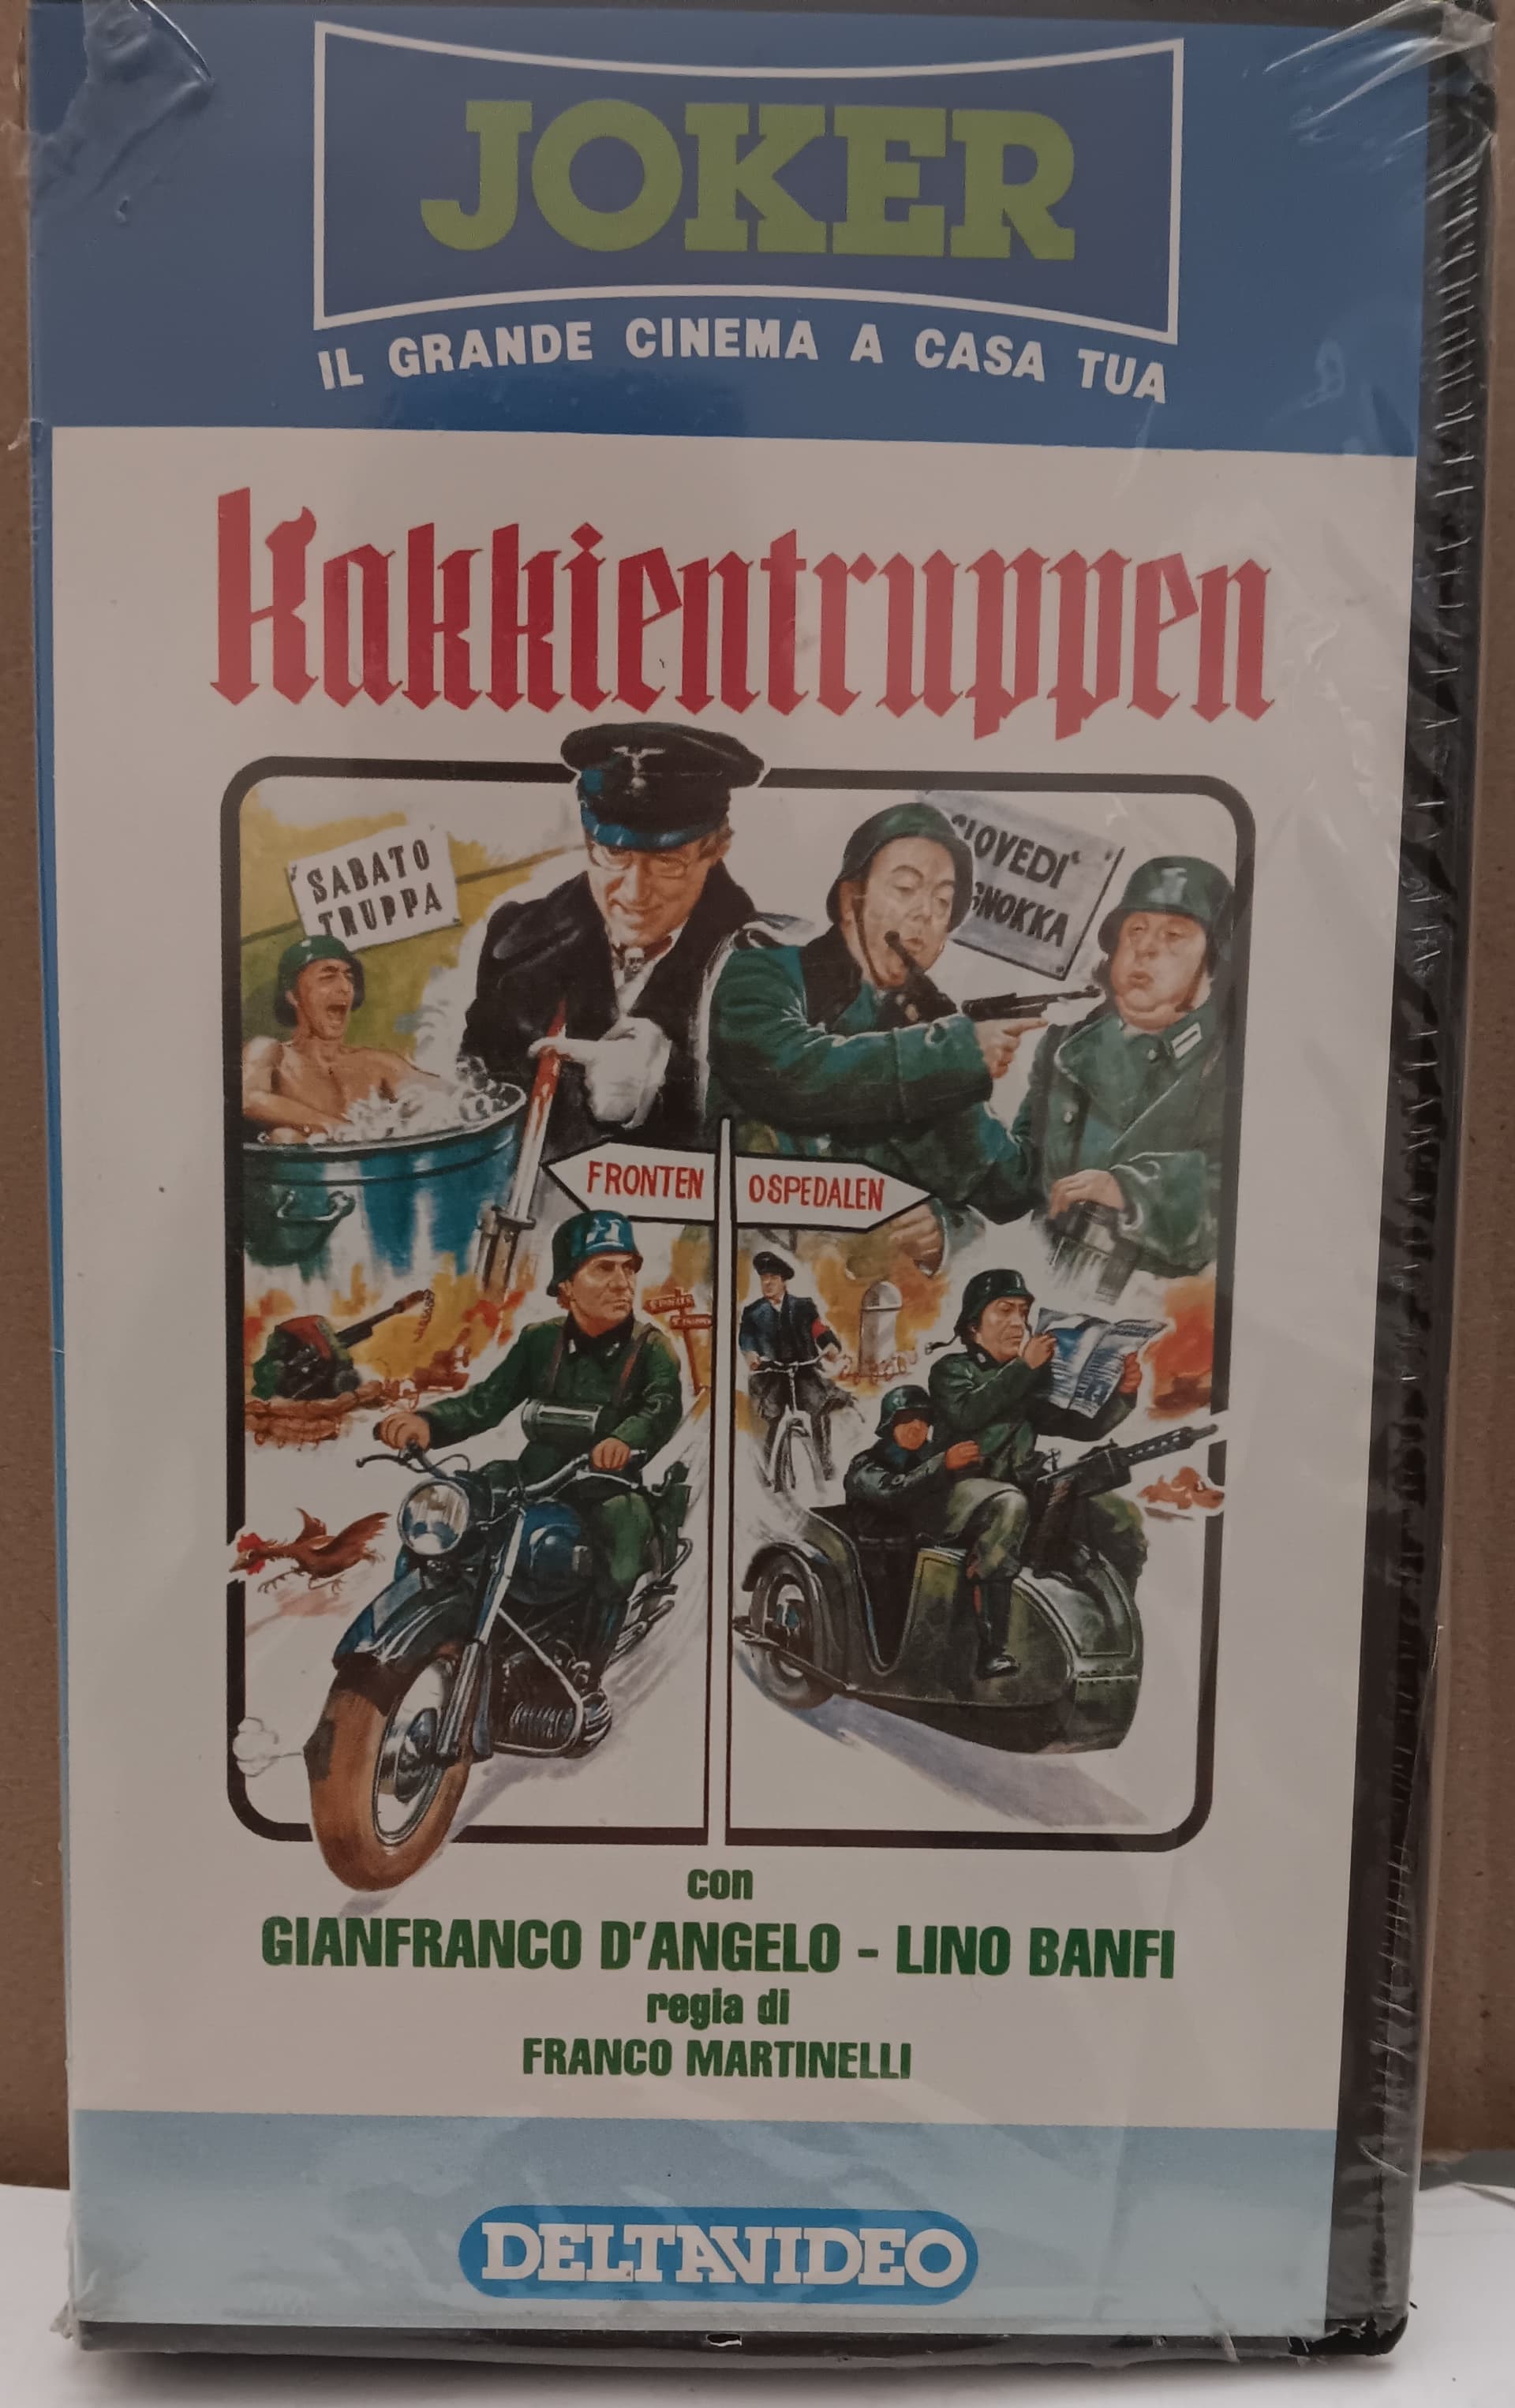 JOKER
IL GRANDE CINEMA A CASA TUA
Kakkientruppen
SABATO
TRUPPA
GIOVEDI'
GNOKKA
FRONTEN
OSPEDALEN
con
GIANFRANCO D'ANGELO - LINO BANFI
regia di
FRANCO MARTINELLI
DELTAVIDEO